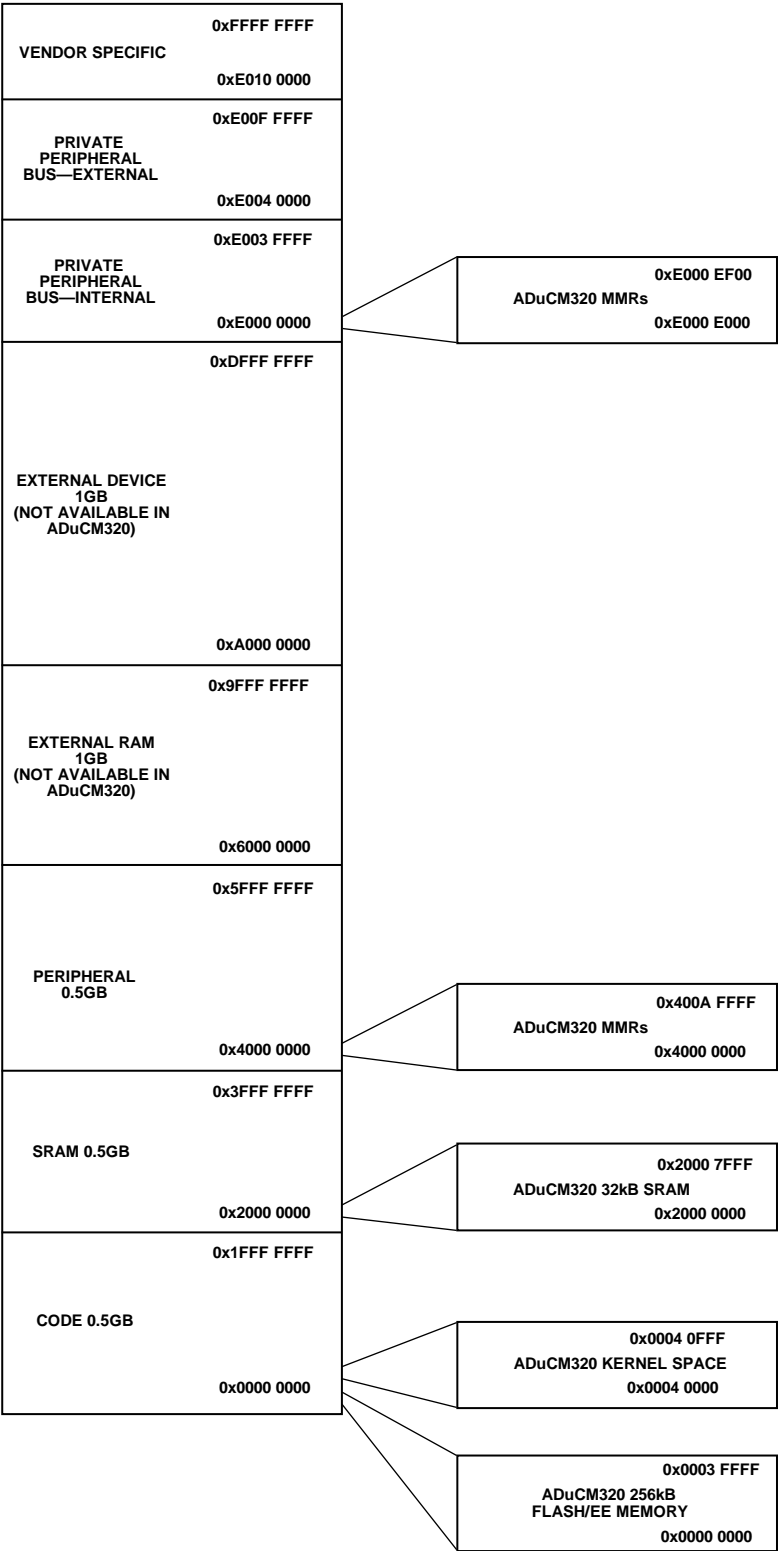 0xFFFF FFFF
VENDOR SPECIFIC
0xE010 0000
0xE00F FFFF
PRIVATE
PERIPHERAL
BUS—EXTERNAL
0xE004 0000
0xE003 FFFF
PRIVATE
PERIPHERAL
BUS—INTERNAL
0xE000 0000
0xE000 EF00
ADuCM320 MMRs
0xE000 E000
0xDFFF FFFF
EXTERNAL DEVICE
1GB
(NOT AVAILABLE IN
ADuCM320)
0xA000 0000
0x9FFF FFFF
EXTERNAL RAM
1GB
(NOT AVAILABLE IN
ADuCM320)
0x6000 0000
0x5FFF FFFF
PERIPHERAL
0.5GB
0x4000 0000
0x400A FFFF
ADuCM320 MMRs
0x4000 0000
0x3FFF FFFF
SRAM 0.5GB
0x2000 0000
0x2000 7FFF
ADuCM320 32kB SRAM
0x2000 0000
0x1FFF FFFF
CODE 0.5GB
0x0000 0000
0x0004 0FFF
ADuCM320 KERNEL SPACE
0x0004 0000
0x0003 FFFF
ADuCM320 256kB
FLASH/EE MEMORY
0x0000 0000